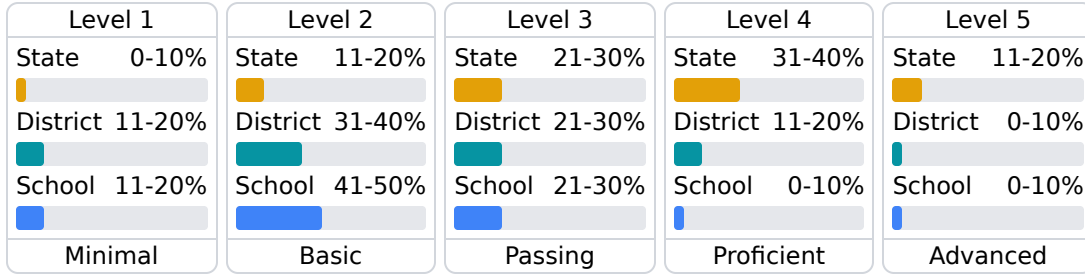 Level 1
State 0-10%
District 11-20%
School 11-20%
Minimal
Level 2
State 11-20%
District 31-40%
School 41-50%
Basic
Level 3
State 21-30%
District 21-30%
School 21-30%
Passing
Level 4
State 31-40%
District 11-20%
School 0-10%
Proficient
Level 5
State 11-20%
District 0-10%
School 0-10%
Advanced